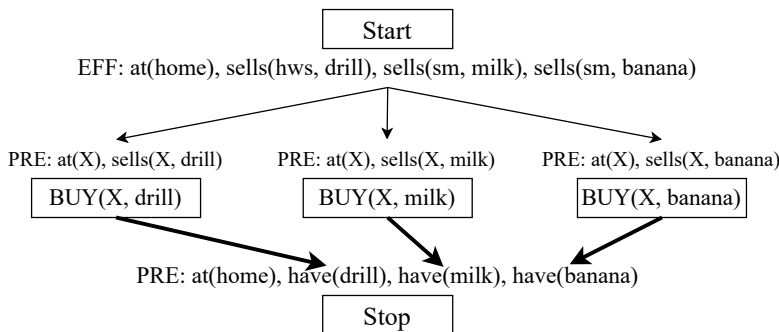 Start
EFF: at(home), sells(hws, drill), sells(sm, milk), sells(sm, banana)
PRE: at(X), sells(X, drill) PRE: at(X), sells(X, milk) PRE: at(X), sells(X, banana)
BUY(X, drill) BUY(X, milk) BUY(X, banana)
PRE: at(home), have(drill), have(milk), have(banana)
Stop